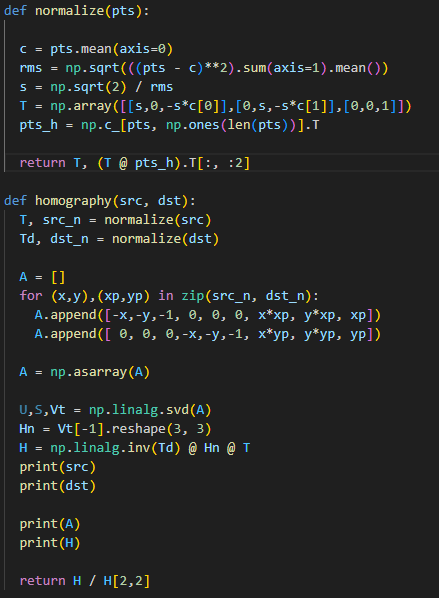 def normalize(pts):
  c = pts.mean(axis=0)
  rms = np.sqrt(((pts - c)**2).sum(axis=1).mean())
  s = np.sqrt(2) / rms
  T = np.array([[s,0,-s*c[0]],[0,s,-s*c[1]],[0,0,1]])
  pts_h = np.c_[pts, np.ones(len(pts))].T
  return T, (T @ pts_h).T[:, :2]
def homography(src, dst):
  T, src_n = normalize(src)
  Td, dst_n = normalize(dst)
  A = []
  for (x,y),(xp,yp) in zip(src_n, dst_n):
    A.append([-x,-y,-1, 0, 0, 0, x*xp, y*xp, xp])
    A.append([ 0, 0, 0,-x,-y,-1, x*yp, y*yp, yp])
  A = np.asarray(A)
  U,S,Vt = np.linalg.svd(A)
  Hn = Vt[-1].reshape(3, 3)
  H = np.linalg.inv(Td) @ Hn @ T
  print(src)
  print(dst)
  print(A)
  print(H)
  return H / H[2,2]